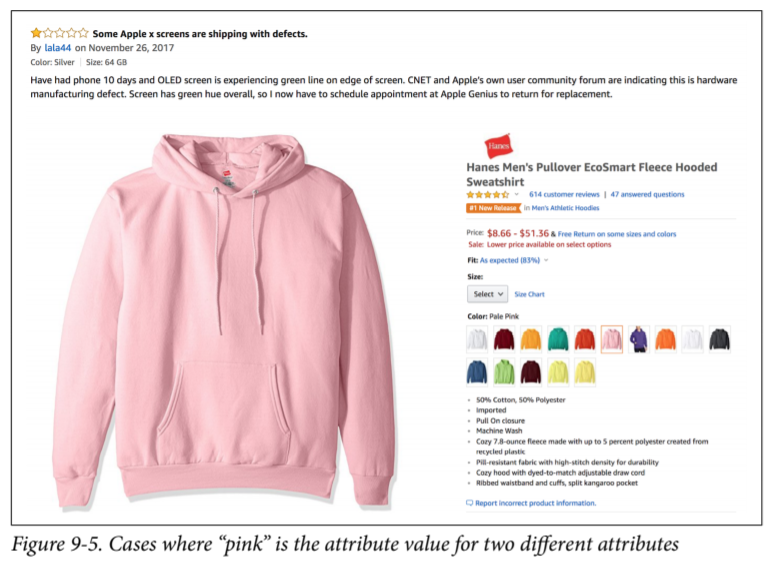 Some Apple x screens are shipping with defects.
By lala44 on November 26, 2017
Color: Silver | Size: 64 GB
Have had phone 10 days and OLED screen is experiencing green line on edge of screen. CNET and Apple's own user community forum are indicating this is hardware
manufacturing defect. Screen has green hue overall, so I now have to schedule appointment at Apple Genius to return for replacement.
Hanes
Hanes Men's Pullover EcoSmart Fleece Hooded
Sweatshirt
614 customer reviews | 47 answered questions
#1 New Release in Men's Athletic Hoodies
Price: $8.66 - $51.36 & Free Return on some sizes and colors
Sale: Lower price available on select options
Fit: As expected (83%)
Size:
Select Size Chart
Color: Pale Pink
• 50% Cotton, 50% Polyester
• Imported
• Pull On closure
• Machine Wash
• Cozy 7.8-ounce fleece made with up to 5 percent polyester created from
recycled plastic
• Pill-resistant fabric with high-stitch density for durability
• Cozy hood with dyed-to-match adjustable draw cord
• Ribbed waistband and cuffs, split kangaroo pocket
Report incorrect product information.
Figure 9-5. Cases where “pink” is the attribute value for two different attributes